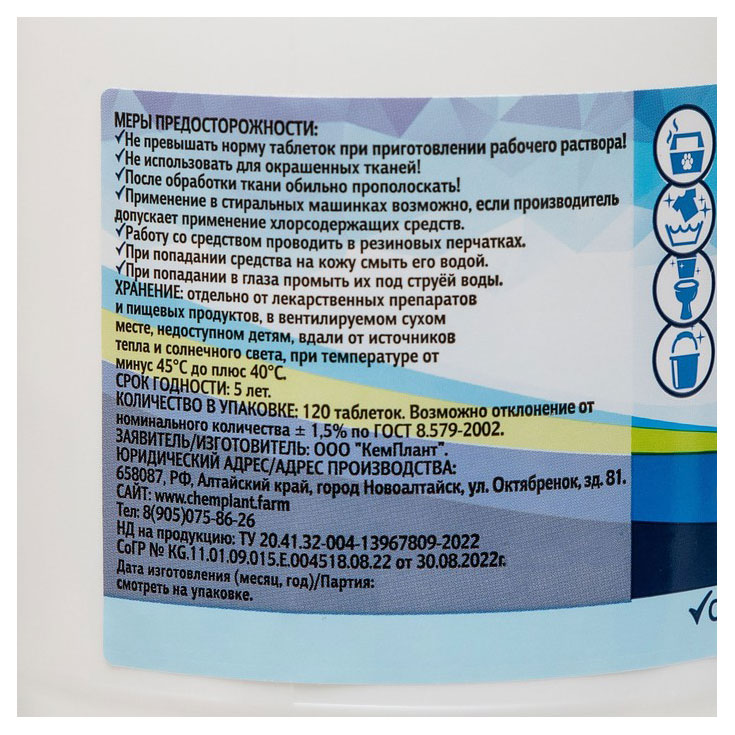 МЕРЫ ПРЕДОСТОРОЖНОСТИ:
✓Не превышать норму таблеток при приготовлении рабочего раствора!
✓Не использовать для окрашенных тканей!
✓После обработки ткани обильно прополоскать!
✓Применение в стиральных машинках возможно, если производитель
допускает применение хлорсодержащих средств.
✓Работу со средством проводить в резиновых перчатках.
✓При попадании средства на кожу смыть его водой.
✓При попадании в глаза промыть их под струёй воды.
ХРАНЕНИЕ: отдельно от лекарственных препаратов
и пищевых продуктов, в вентилируемом сухом
месте, недоступном детям, вдали от источников
тепла и солнечного света, при температуре от
минус 45°С до плюс 40°С.
СРОК ГОДНОСТИ: 5 лет.
КОЛИЧЕСТВО В УПАКОВКЕ: 120 таблеток. Возможно отклонение от
номинального количества ± 1,5% по ГОСТ 8.579-2002.
ЗАЯВИТЕЛЬ/ИЗГОТОВИТЕЛЬ: ООО "КемПлант".
ЮРИДИЧЕСКИЙ АДРЕС/АДРЕС ПРОИЗВОДСТВА:
658087, РФ, Алтайский край, город Новоалтайск, ул. Октябренок, зд. 81.
САЙТ: www.chemplant.farm
Тел: 8(905)075-86-26
НД на продукцию: ТУ 20.41.32-004-13967809-2022
СоГР № KG.11.01.09.015.Е.004518.08.22 от 30.08.2022г.
Дата изготовления (месяц, год)/Партия:
смотреть на упаковке.